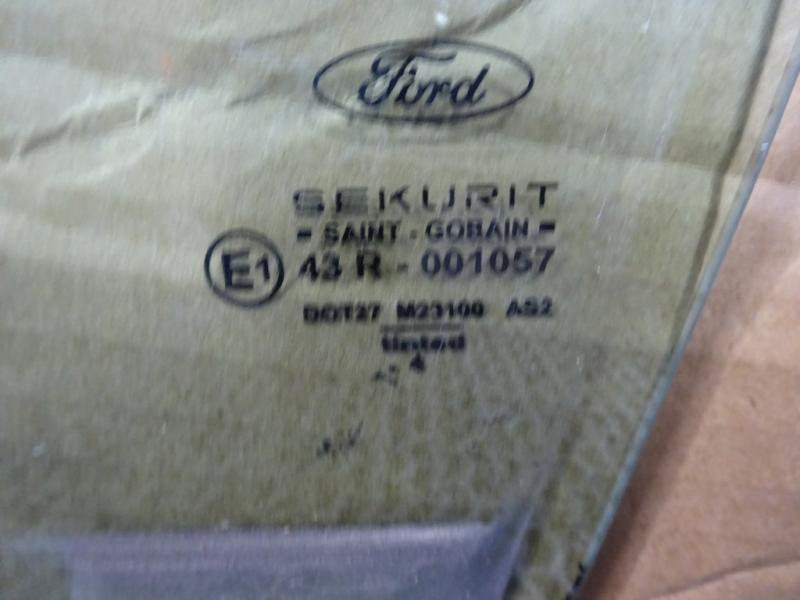 Ford
SEKURIT
- SAINT - GOBAIN -
E1 43 R - 001057
DOT27 M23100 AS2
tinted
4